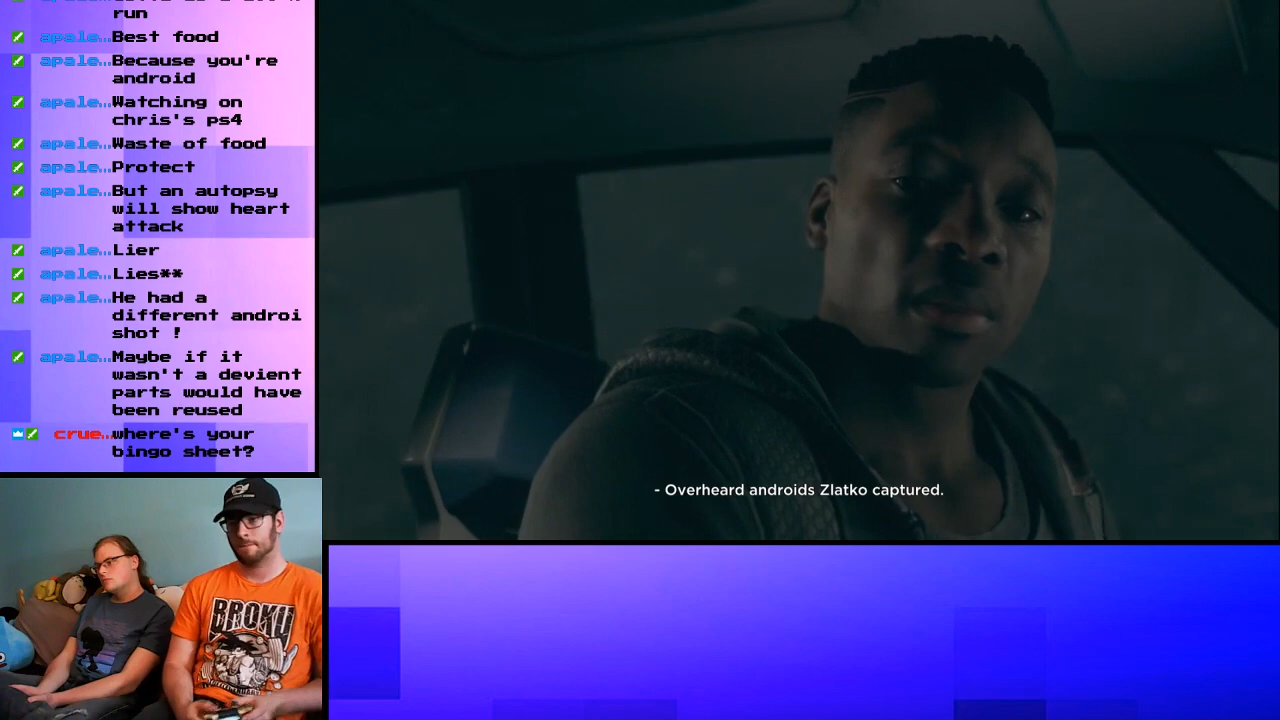 run
apale…Best food
apale…Because you're
android
apale…Watching on
chris's ps4
apale…Waste of food
apale…Protect
apale…But an autopsy
will show heart
attack
apale…Lier
apale…Lies**
apale…He had a
different androi
shot !
apale…Maybe if it
wasn't a devient
parts would have
been reused
crue…where's your
bingo sheet?
- Overheard androids Zlatko captured.
BROKU